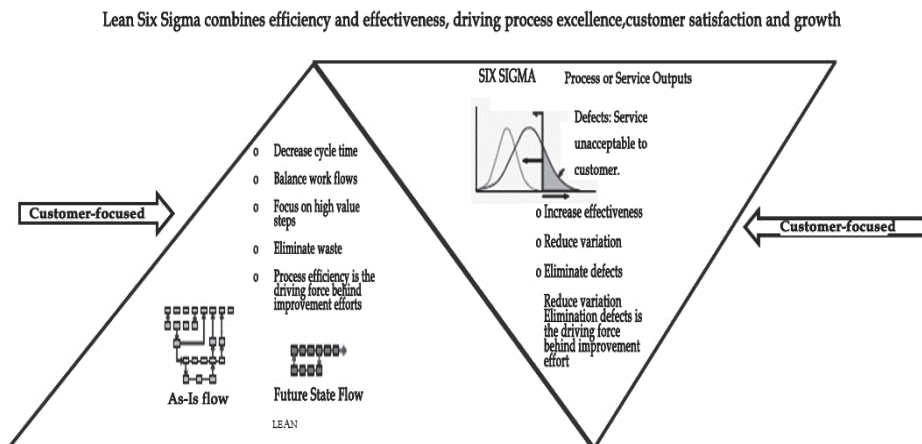 Lean Six Sigma combines efficiency and effectiveness, driving process excellence,customer satisfaction and growth
Customer-focused
o Decrease cycle time
o Balance work flows
o Focus on high value
steps
o Eliminate waste
o Process efficiency is the
driving force behind
improvement efforts
As-Is flow
Future State Flow
LEAN
SIX SIGMA
Process or Service Outputs
Defects: Service
unacceptable to
customer.
o Increase effectiveness
o Reduce variation
o Eliminate defects
Reduce variation
Elimination defects is
the driving force
behind improvement
effort
Customer-focused